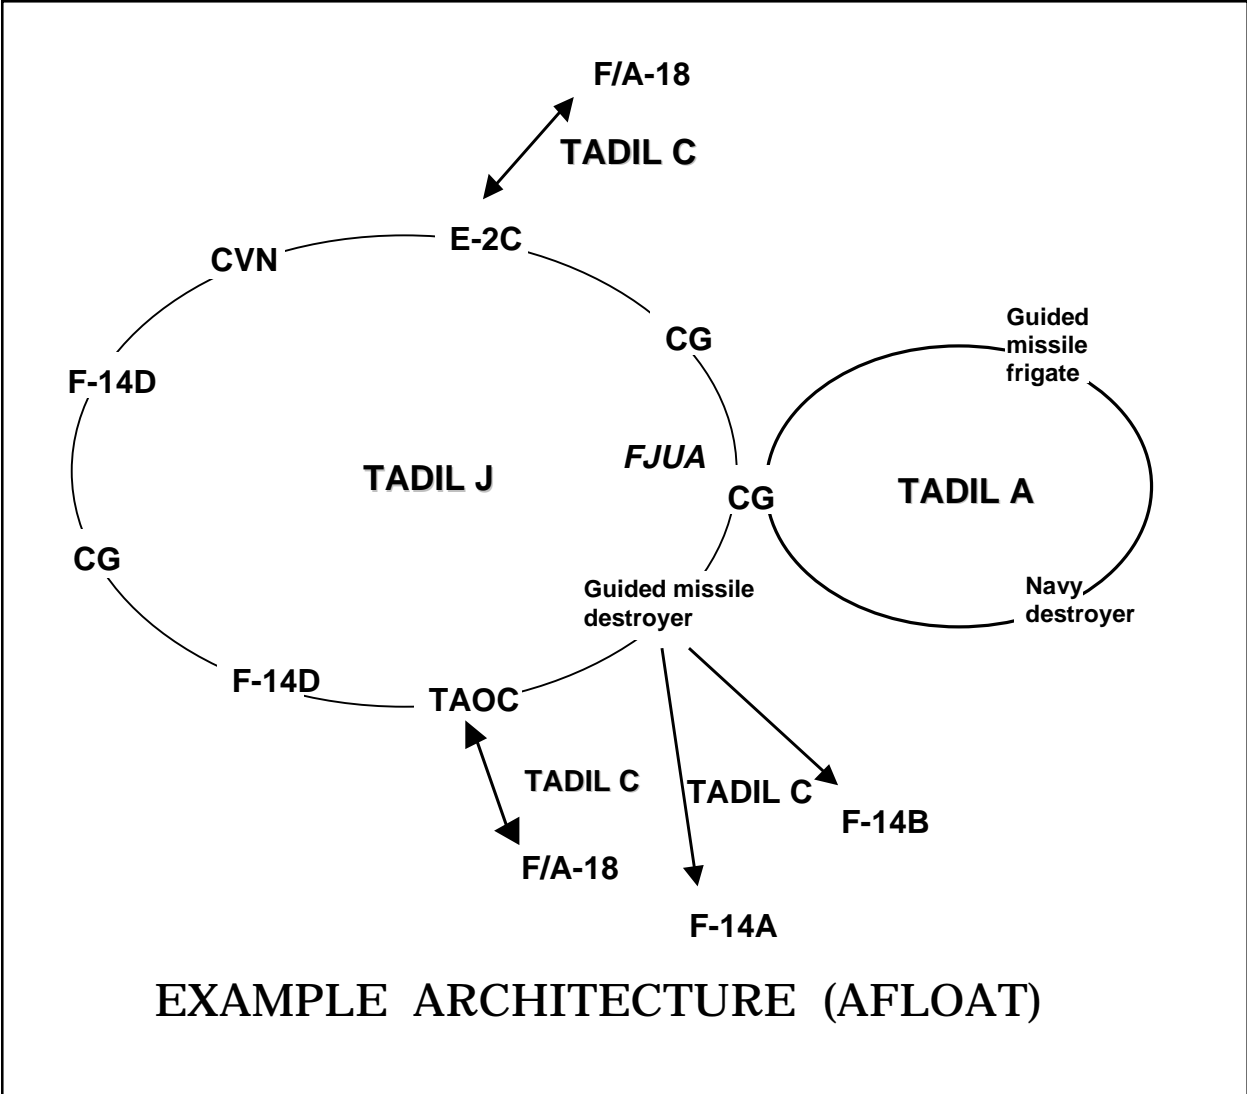 F/A-18
TADIL C
E-2C
CVN
CG
Guided
missile
frigate
F-14D
FJUA
TADIL J
CG
TADIL A
CG
Guided missile
destroyer
Navy
destroyer
F-14D
TAOC
TADIL C
TADIL C
F-14B
F/A-18
F-14A
EXAMPLE ARCHITECTURE (AFLOAT)